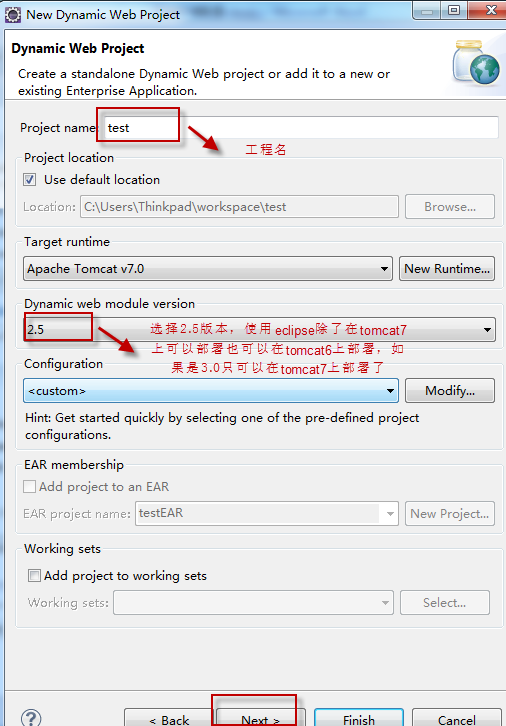 New Dynamic Web Project
Dynamic Web Project
Create a standalone Dynamic Web project or add it to a new or
existing Enterprise Application.
Project name: test
工程名
Project location
Use default location
Location: C:\Users\Thinkpad\workspace\test Browse...
Target runtime
Apache Tomcat v7.0 New Runtime...
Dynamic web module version
2.5 选择2.5版本，使用eclipse除了在tomcat7
上可以部署也可以在tomcat6上部署，如
果是3.0只可以在tomcat7上部署了
Configuration
<custom> Modify...
Hint: Get started quickly by selecting one of the pre-defined project
configurations.
EAR membership
Add project to an EAR
EAR project name: testEAR New Project...
Working sets
Add project to working sets
Working sets: Select...
? < Back Next > Finish Cancel